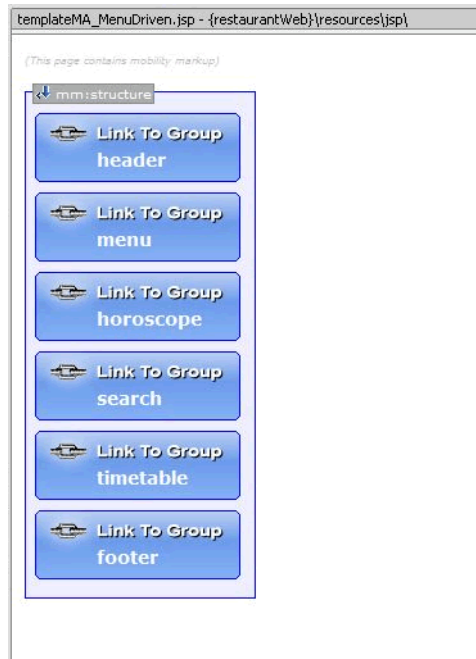 templateMA_MenuDriven.jsp - {restaurantWeb}\resources\jsp\
(This page contains mobility markup)
mm:structure
Link To Group
header
Link To Group
menu
Link To Group
horoscope
Link To Group
search
Link To Group
timetable
Link To Group
footer